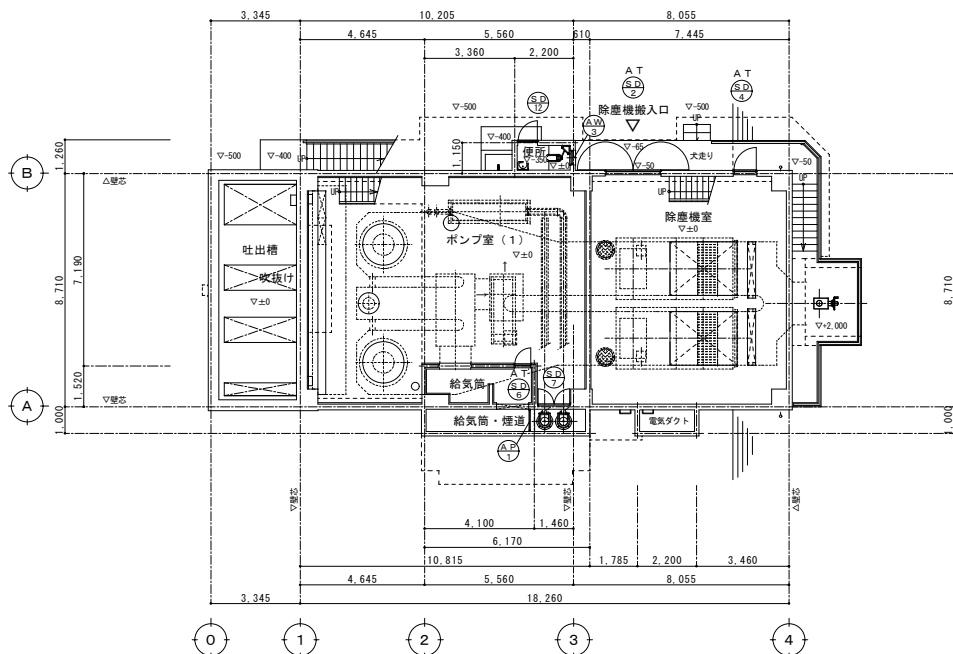 3,345
10,205
8,055
4,645
5,560
610
7,445
3,360
2,200
AT
SD
2
AT
SD
4
SD
12
除塵機搬入口
▽-500
▽-500
UP
AW
3
1,260
▽-500
▽-400
UP
▽-400
1,150
便所
▽-350
▽±0
▽-65
▽-50
犬走り
▽-50
UP
B
△壁芯
UP
UP
除塵機室
▽±0
ポンプ室（1）
▽±0
吐出槽
吹抜け
▽±0
8,710
7,190
8,710
▽+2,000
1,520
給気筒
AT
SD
6
SD
7
A
▽壁芯
1,000
給気筒・煙道
電気ダクト
1,000
AP
1
▽壁芯
▽壁芯
△壁芯
4,100
1,460
6,170
10,815
1,785
2,200
3,460
4,645
5,560
8,055
3,345
18,260
0
1
2
3
4